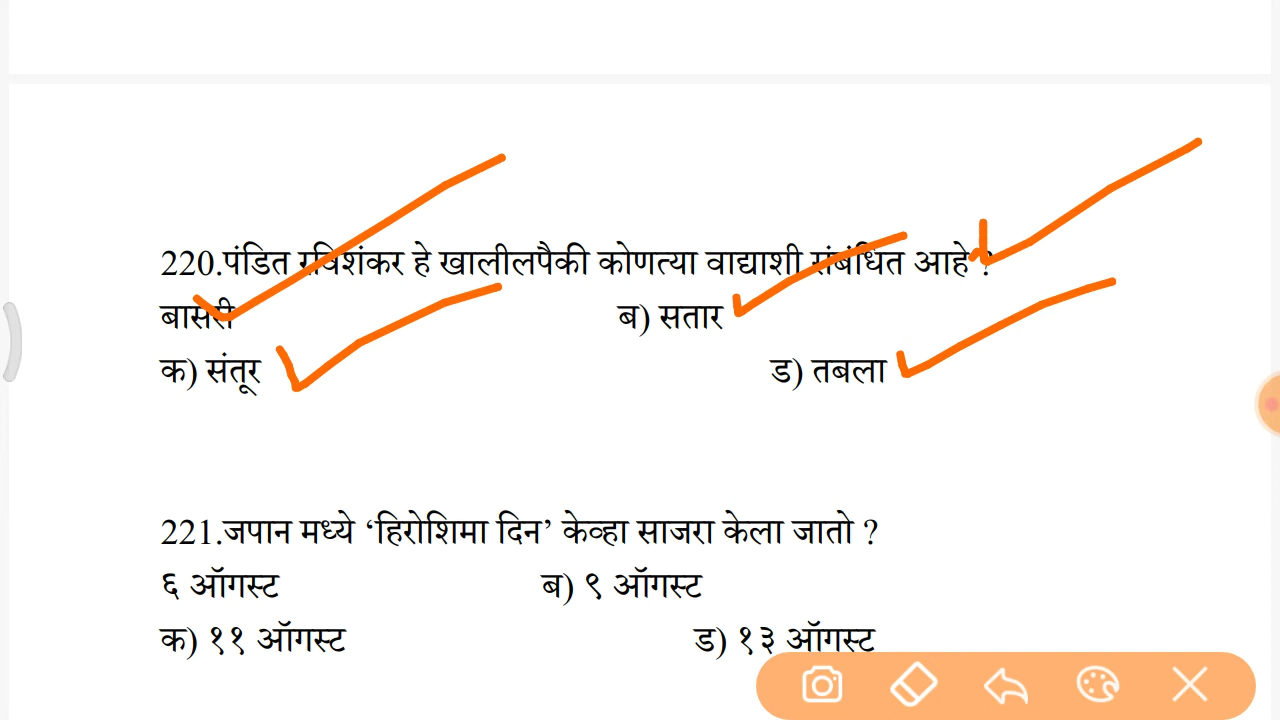 220.पंडित रविशंकर हे खालीलपैकी कोणत्या वाद्याशी संबंधित आहे ?
बासरी ब) सतार
क) संतूर ड) तबला
221.जपान मध्ये ‘हिरोशिमा दिन’ केव्हा साजरा केला जातो ?
६ ऑगस्ट ब) ९ ऑगस्ट
क) ११ ऑगस्ट ड) १३ ऑगस्ट